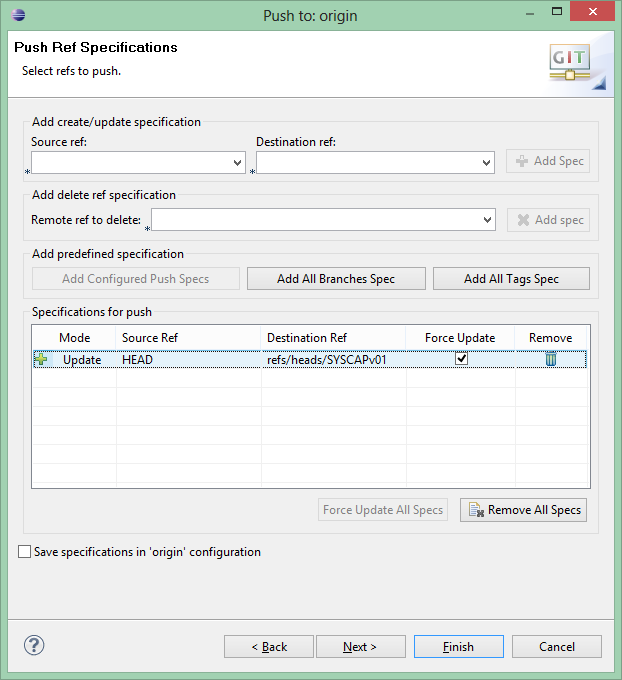 Push to: origin
Push Ref Specifications
Select refs to push.
GIT
Add create/update specification
Source ref: Destination ref:
* * Add Spec
Add delete ref specification
Remote ref to delete: * Add spec
Add predefined specification
Add Configured Push Specs Add All Branches Spec Add All Tags Spec
Specifications for push
Mode Source Ref Destination Ref Force Update Remove
Update HEAD refs/heads/SYSCAPv01
Force Update All Specs Remove All Specs
Save specifications in 'origin' configuration
? < Back Next > Finish Cancel